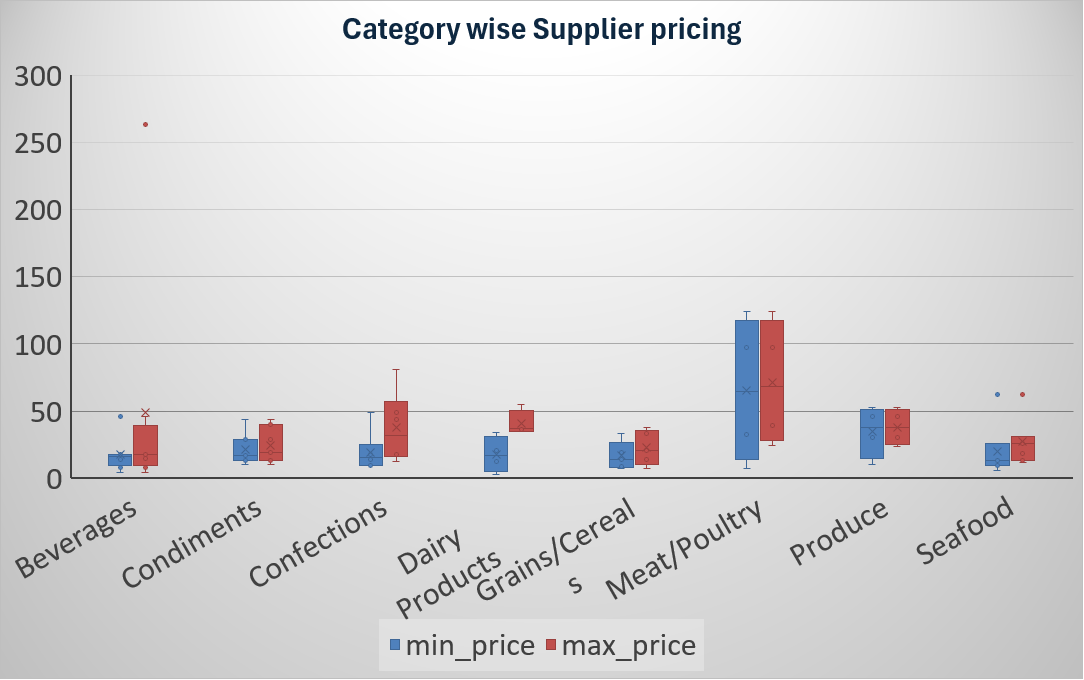 Category wise Supplier pricing
300
250
200
150
100
50
0
Beverages
Condiments
Confections
Dairy
Products
Grains/Cereal
s
Meat/Poultry
Produce
Seafood
min_price max_price